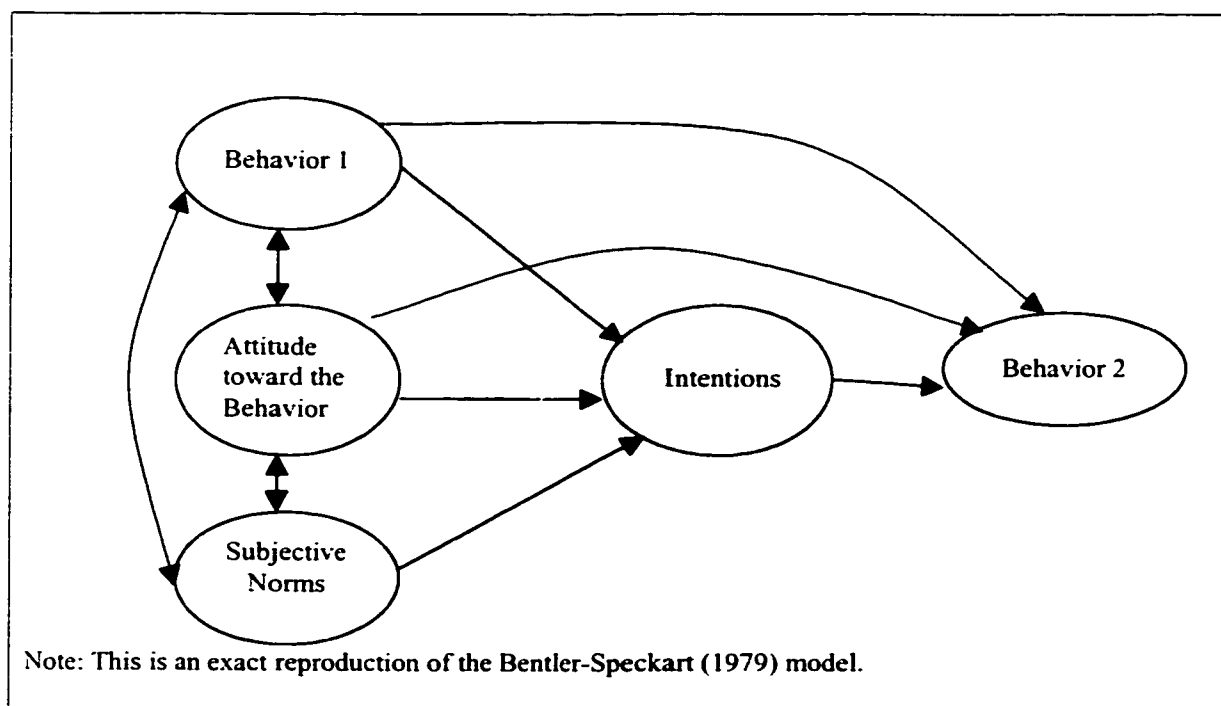 Behavior 1
Attitude
toward the
Behavior
Intentions
Behavior 2
Subjective
Norms
Note: This is an exact reproduction of the Bentler-Speckart (1979) model.